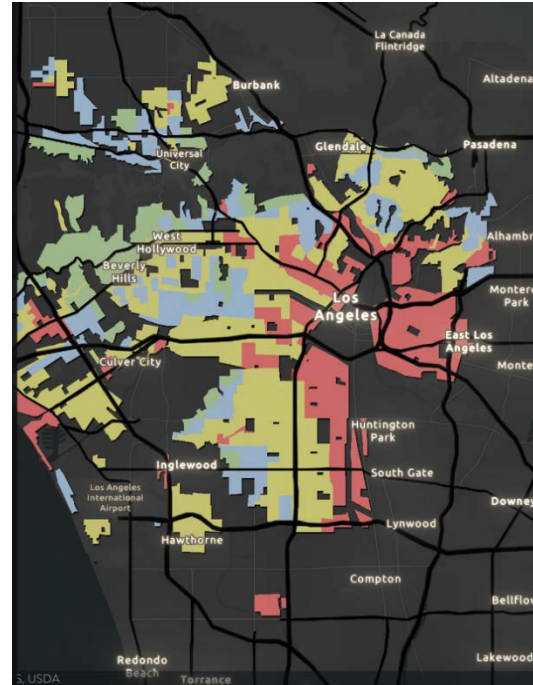 La Canada
Flintridge
Altadena
Burbank
Glendale
Pasadena
Universal
City
West
Hollywood
Beverly
Hills
Alhambr
Los
Angeles
Monter
Park
East Los
Angeles
Monte
Culver City
Huntington
Park
Inglewood
South Gate
Los Angeles
International
Airport
Downey
Lynwood
Hawthorne
Compton
Bellflow
Lakewood
Redondo
Beach
Torrance
S, USDA